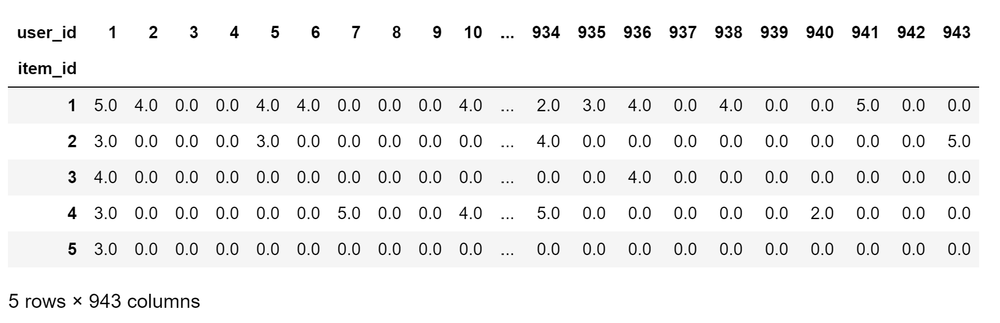 user_id 1 2 3 4 5 6 7 8 9 10 ... 934 935 936 937 938 939 940 941 942 943
item_id
1 5.0 4.0 0.0 0.0 4.0 4.0 0.0 0.0 0.0 4.0 ... 2.0 3.0 4.0 0.0 4.0 0.0 0.0 5.0 0.0 0.0
2 3.0 0.0 0.0 0.0 3.0 0.0 0.0 0.0 0.0 0.0 ... 4.0 0.0 0.0 0.0 0.0 0.0 0.0 0.0 0.0 5.0
3 4.0 0.0 0.0 0.0 0.0 0.0 0.0 0.0 0.0 0.0 ... 0.0 0.0 4.0 0.0 0.0 0.0 0.0 0.0 0.0 0.0
4 3.0 0.0 0.0 0.0 0.0 0.0 5.0 0.0 0.0 4.0 ... 5.0 0.0 0.0 0.0 0.0 0.0 2.0 0.0 0.0 0.0
5 3.0 0.0 0.0 0.0 0.0 0.0 0.0 0.0 0.0 0.0 ... 0.0 0.0 0.0 0.0 0.0 0.0 0.0 0.0 0.0 0.0
5 rows × 943 columns